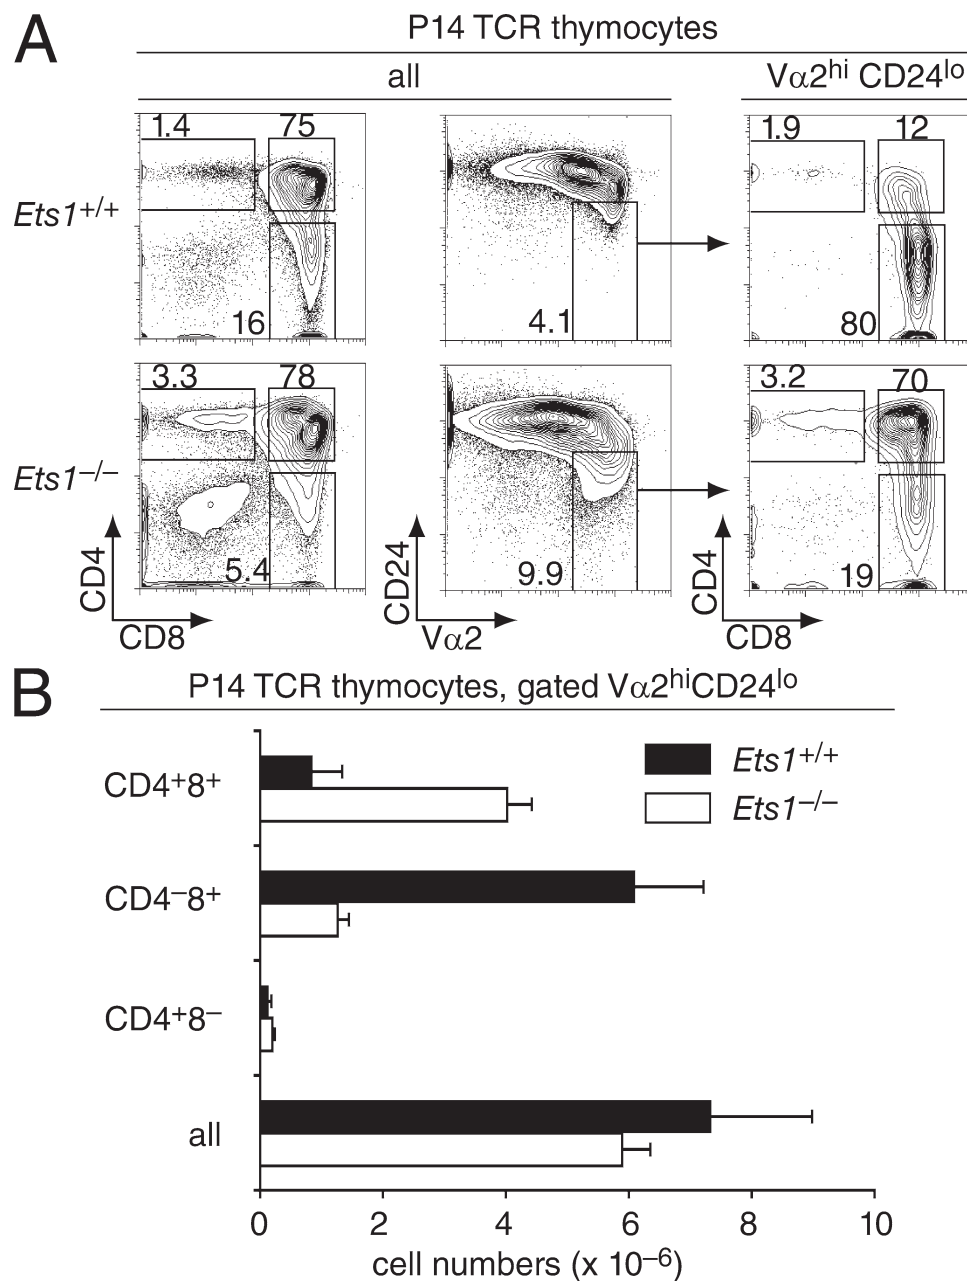 A
P14 TCR thymocytes
all
Vα2hi CD24lo
1.4 75
1.9 12
Ets1+/+
16
4.1
80
3.3 78
3.2 70
Ets1–/–
5.4
9.9
19
CD4
CD8
CD24
Vα2
CD4
CD8
B
P14 TCR thymocytes, gated Vα2hiCD24lo
Ets1+/+
Ets1–/–
CD4+8+
CD4–8+
CD4+8–
all
0 2 4 6 8 10
cell numbers (x 10–6)